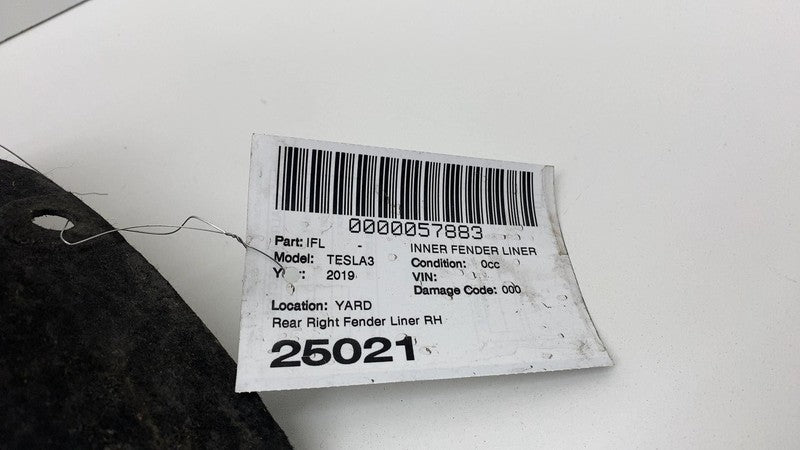 0000057883
Part: IFL - INNER FENDER LINER
Model: TESLA3 Condition: 0cc
2019 VIN:
Damage Code: 000
Location: YARD
Rear Right Fender Liner RH
25021